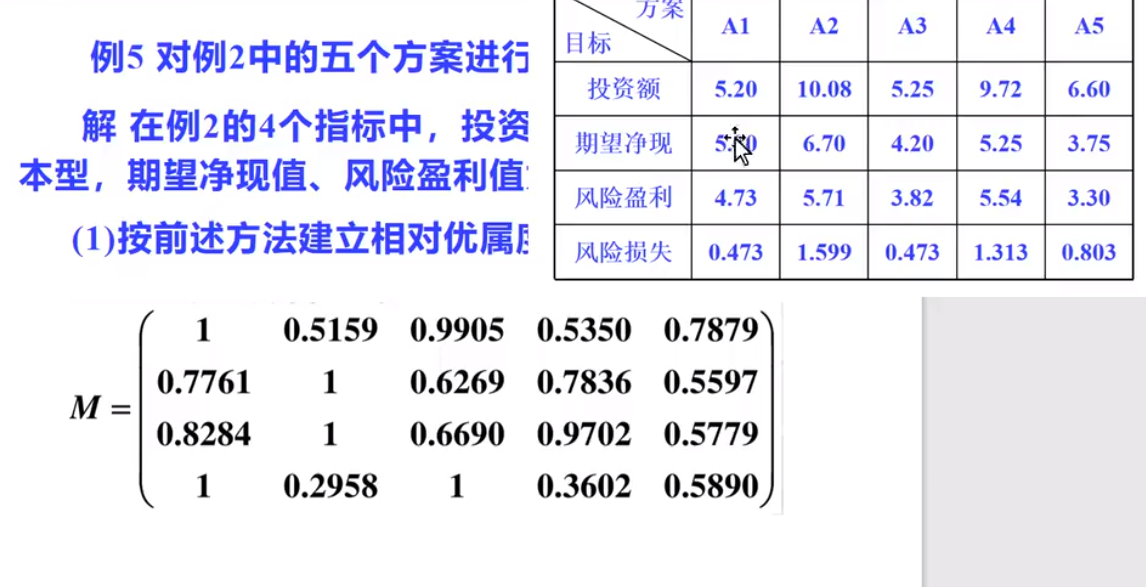 例5 对例2中的五个方案进行
解 在例2的4个指标中，投资
本型，期望净现值、风险盈利值
(1)按前述方法建立相对优属
方案 A1 A2 A3 A4 A5
目标
投资额 5.20 10.08 5.25 9.72 6.60
期望净现 6.70 4.20 5.25 3.75
风险盈利 4.73 5.71 3.82 5.54 3.30
风险损失 0.473 1.599 0.473 1.313 0.803
1 0.5159 0.9905 0.5350 0.7879
0.7761 1 0.6269 0.7836 0.5597
M =
0.8284 1 0.6690 0.9702 0.5779
1 0.2958 1 0.3602 0.5890